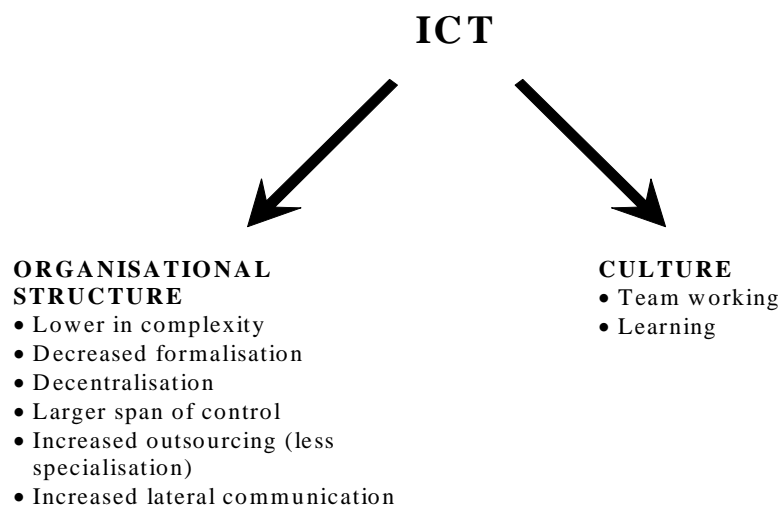 ICT
ORGANISATIONAL
STRUCTURE
• Lower in complexity
• Decreased formalisation
• Decentralisation
• Larger span of control
• Increased outsourcing (less
specialisation)
• Increased lateral communication
CULTURE
• Team working
• Learning